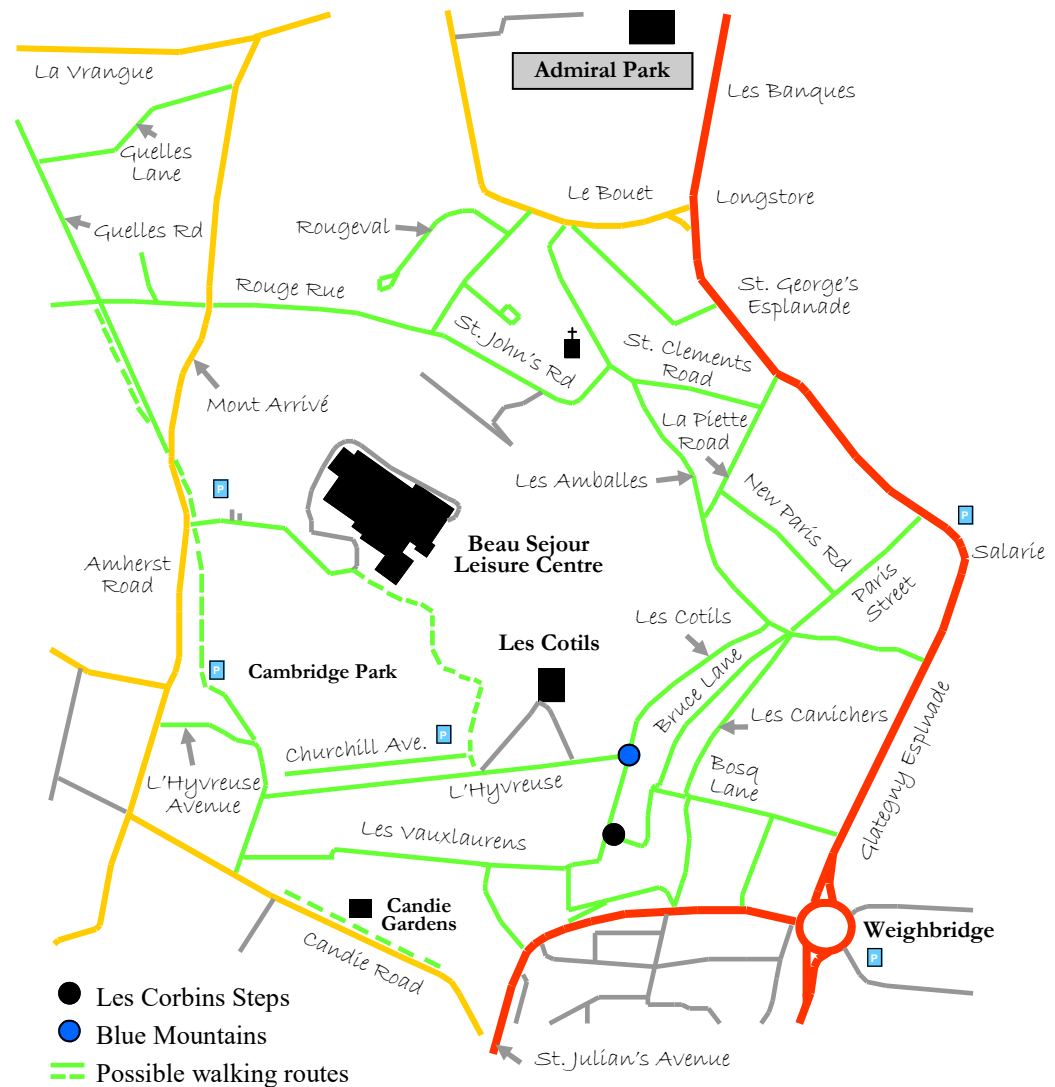 Admiral Park
La Vrangue
Les Banques
Guelles
Lane
Le Bouet
Longstore
Guelles Rd
Rougeval
Rouge Rue
St. George's
Esplanade
St. John's Rd
St. Clements
Road
Mont Arrivé
La Piette
Road
Les Amballes
P
New Paris Rd
P
Beau Sejour
Leisure Centre
Salarie
Amherst
Road
Paris
Street
Les Cotils
Les Cotils
P
Cambridge Park
Bruce Lane
Les Canichers
P
Churchill Ave.
L'Hyvreuse
Avenue
L'Hyvreuse
Bosq
Lane
Glategny Esplnade
Les Vauxlaurens
Candie
Gardens
Weighbridge
P
Candie Road
Les Corbins Steps
Blue Mountains
St. Julian's Avenue
Possible walking routes